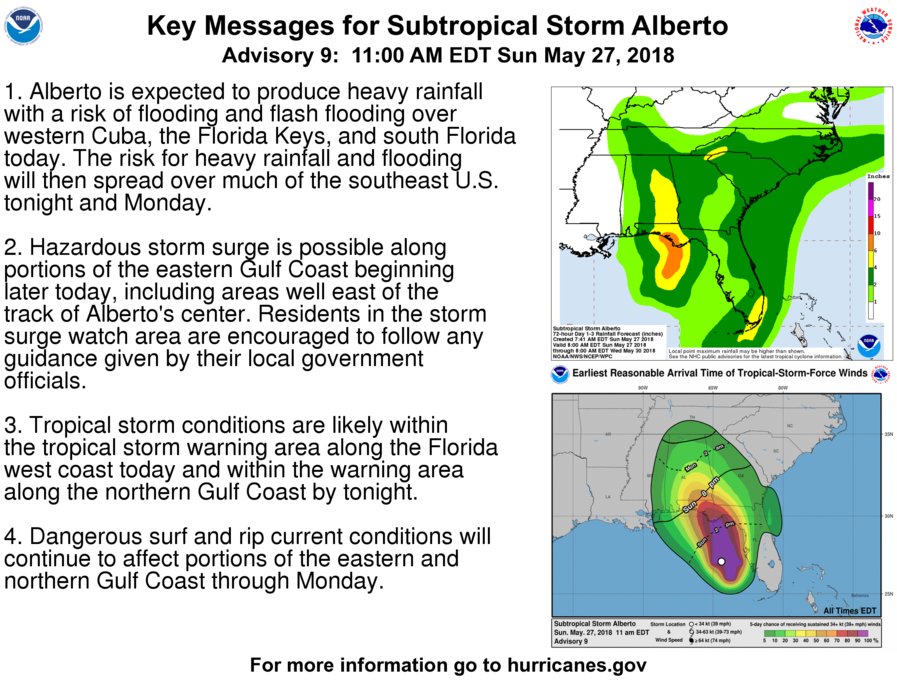 Key Messages for Subtropical Storm Alberto
Advisory 9:  11:00 AM EDT Sun May 27, 2018
1. Alberto is expected to produce heavy rainfall
with a risk of flooding and flash flooding over
western Cuba, the Florida Keys, and south Florida
today. The risk for heavy rainfall and flooding
will then spread over much of the southeast U.S.
tonight and Monday.
2. Hazardous storm surge is possible along
portions of the eastern Gulf Coast beginning
later today, including areas well east of the
track of Alberto's center. Residents in the storm
surge watch area are encouraged to follow any
guidance given by their local government
officials.
3. Tropical storm conditions are likely within
the tropical storm warning area along the Florida
west coast today and within the warning area
along the northern Gulf Coast by tonight.
4. Dangerous surf and rip current conditions will
continue to affect portions of the eastern and
northern Gulf Coast through Monday.
Inches
20
15
10
6
4
2
1
Subtropical Storm Alberto
72-hour Day 1-3 Rainfall Forecast (inches)
Created 7:41 AM EDT Sun May 27 2018
Valid 8:00 AM EDT Sun May 27 2018
through 8:00 AM EDT Wed May 30 2018
NOAA/NWS/NCEP/WPC
Local point maximum rainfall may be higher than shown.
See the NHC public advisories for the latest tropical cyclone information.
Earliest Reasonable Arrival Time of Tropical-Storm-Force Winds
90W 85W 80W
35N
30N
25N
TN
NC
AR
SC
AL
LA
FL
Mon 2 am
Sun 8 pm
Sun 2 pm
Bahamas
All Times EDT
Subtropical Storm Alberto
Sun. May. 27, 2018 11 am EDT
Advisory 9
Storm Location
&
Wind Speed
< 34 kt (39 mph)
34-63 kt (39-73 mph)
≥ 64 kt (74 mph)
5-day chance of receiving sustained 34+ kt (39+ mph) winds
5 10 20 30 40 50 60 70 80 90 100 %
For more information go to hurricanes.gov